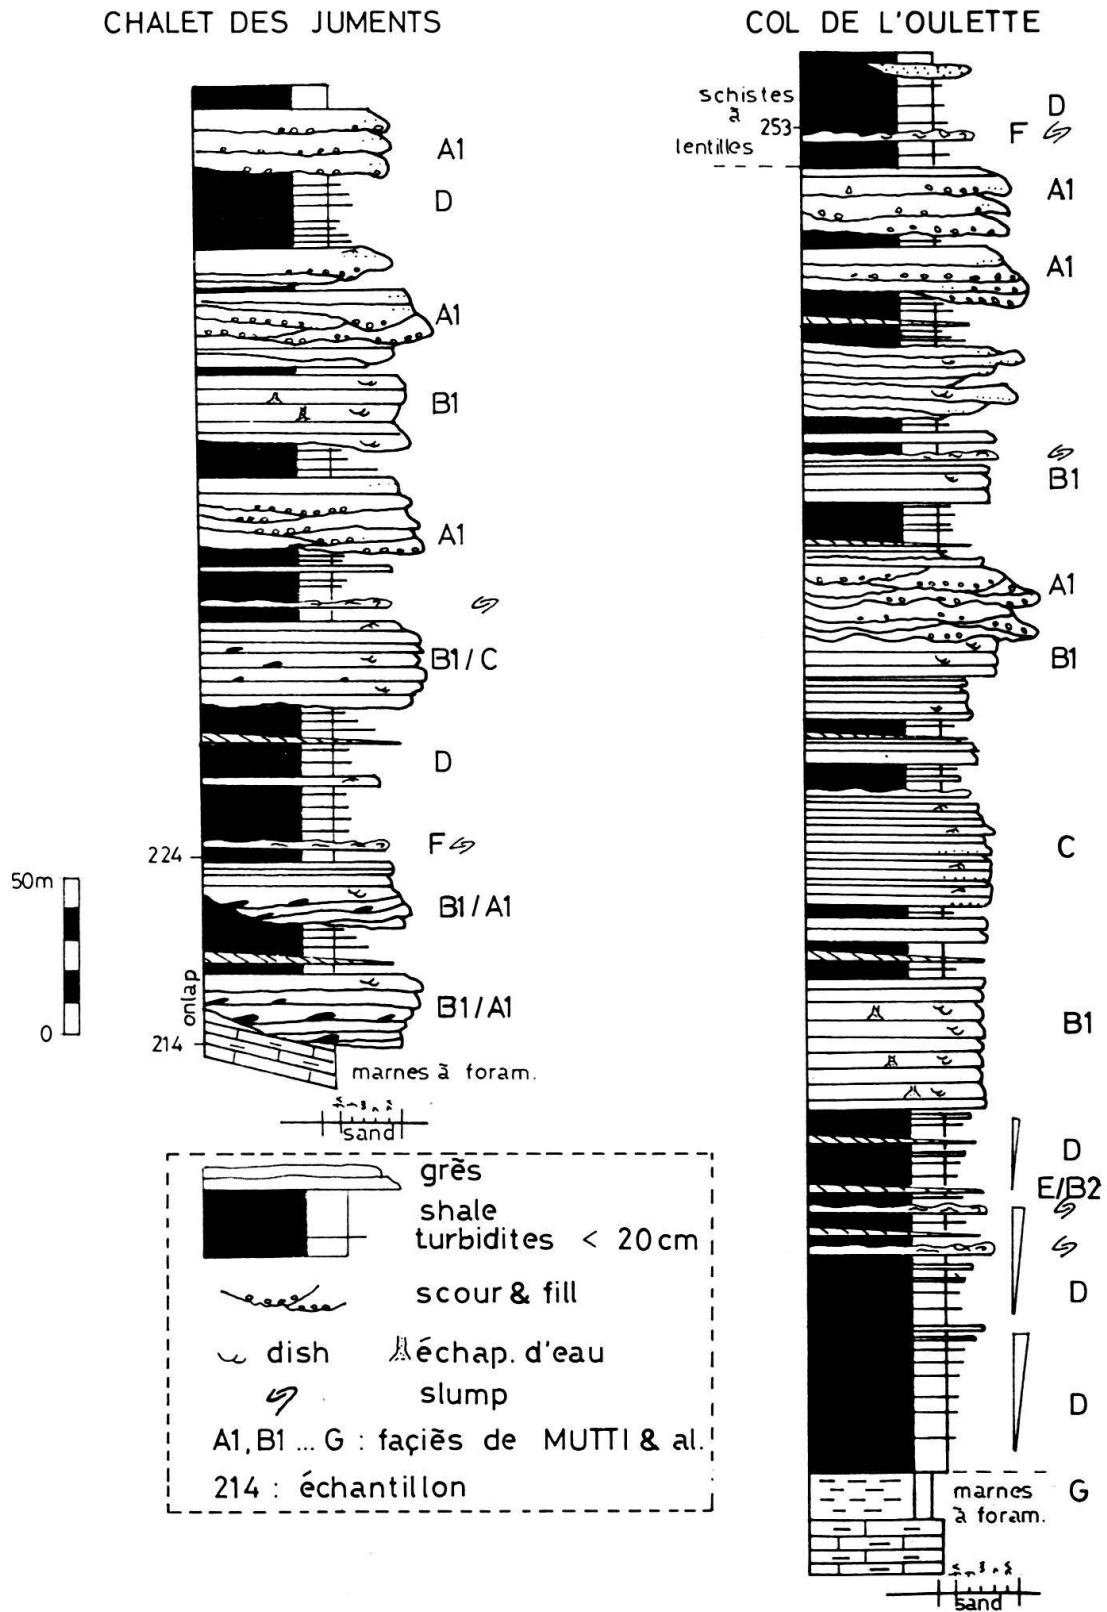 CHALET DES JUMENTS
A1
D
A1
B1
A1
B1/C
D
F
224
B1/A1
50m
0
onlap
B1/A1
214
marnes à foram.
sand
grẽs
shale
turbidites < 20cm
scour & fill
dish
échap. d'eau
slump
A1, B1 ... G : façiẽs de MUTTI & al.
214 : échantillon
COL DE L'OULETTE
schistes
à
253
lentilles
D
F
A1
A1
B1
A1
B1
C
B1
D
E/B2
D
D
G
marnes
à foram.
sand